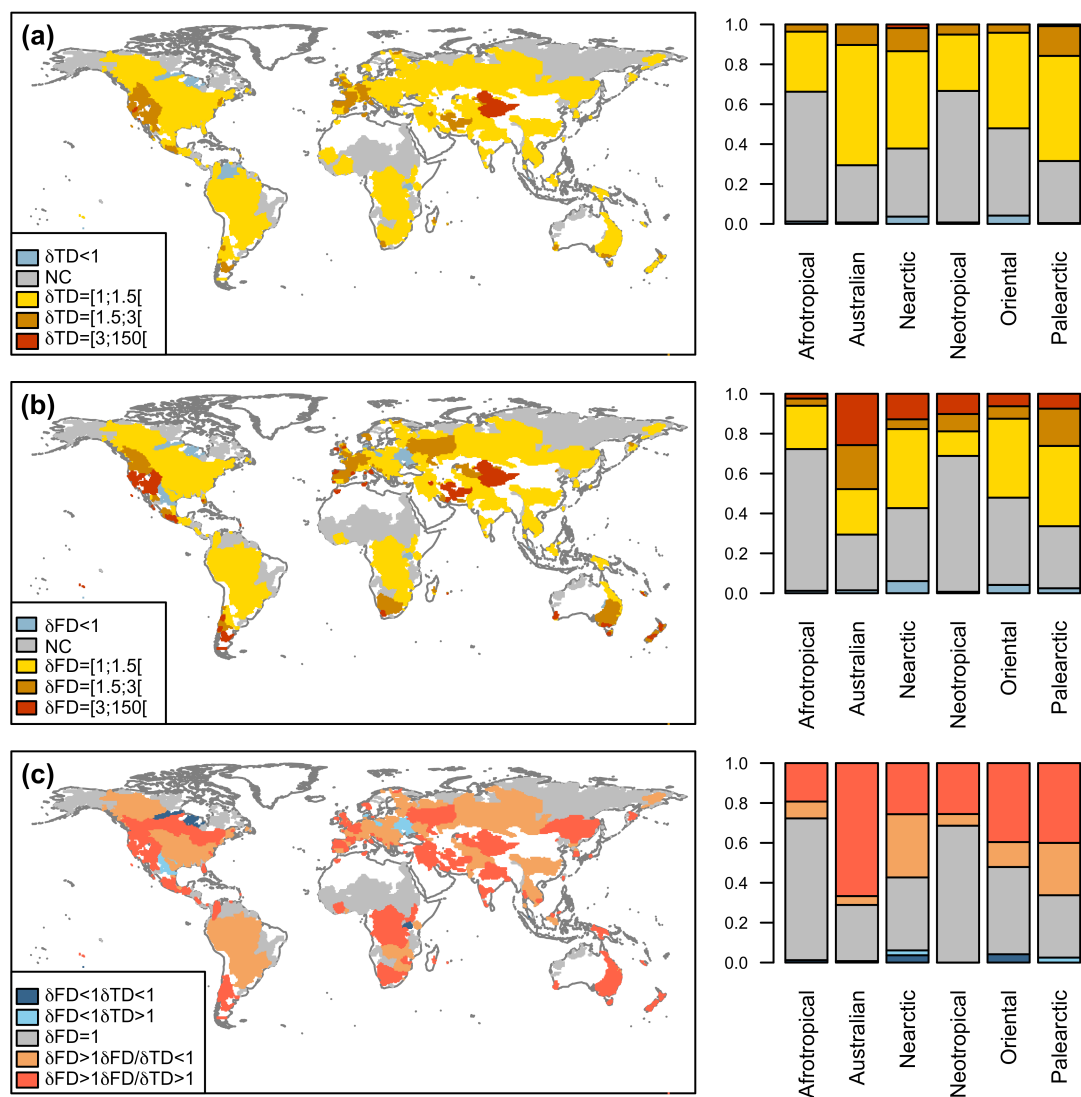 (a)
δTD<1
NC
δTD=[1;1.5[
δTD=[1.5;3[
δTD=[3;150[
1.0
0.8
0.6
0.4
0.2
0.0
Afrotropical
Australian
Nearctic
Neotropical
Oriental
Palearctic
(b)
δFD<1
NC
δFD=[1;1.5[
δFD=[1.5;3[
δFD=[3;150[
1.0
0.8
0.6
0.4
0.2
0.0
Afrotropical
Australian
Nearctic
Neotropical
Oriental
Palearctic
(c)
δFD<1δTD<1
δFD<1δTD>1
δFD=1
δFD>1δFD/δTD<1
δFD>1δFD/δTD>1
1.0
0.8
0.6
0.4
0.2
0.0
Afrotropical
Australian
Nearctic
Neotropical
Oriental
Palearctic